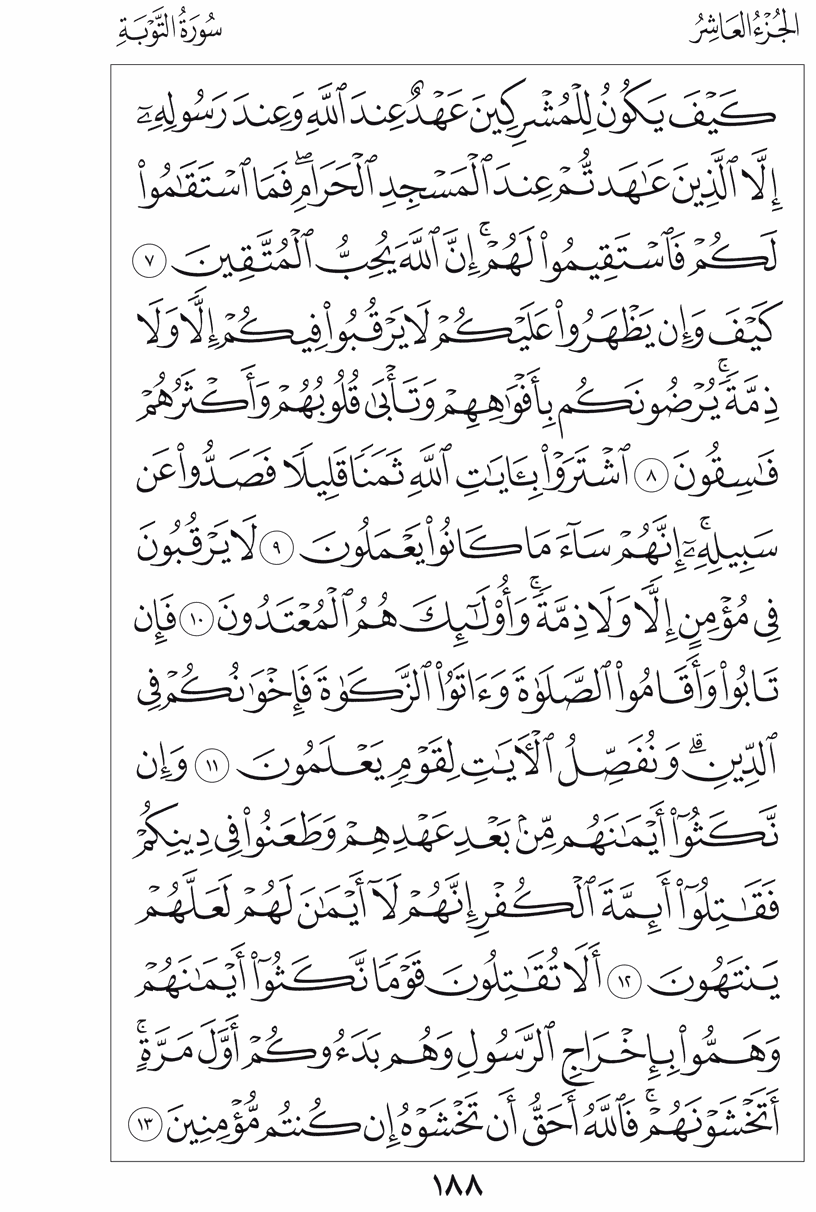 الجُزْءُ العَاشِرُ
سُورَةُ التَّوْبَةِ
كَيْفَ يَكُونُ لِلْمُشْرِكِينَ عَهْدٌ عِندَ ٱللَّهِ وَعِندَ رَسُولِهِۦٓ
إِلَّا ٱلَّذِينَ عَٰهَدتُّمْ عِندَ ٱلْمَسْجِدِ ٱلْحَرَامِۖ فَمَا ٱسْتَقَٰمُوا۟
لَكُمْ فَٱسْتَقِيمُوا۟ لَهُمْۚ إِنَّ ٱللَّهَ يُحِبُّ ٱلْمُتَّقِينَ ٧
كَيْفَ وَإِن يَظْهَرُوا۟ عَلَيْكُمْ لَا يَرْقُبُوا۟ فِيكُمْ إِلًّا وَلَا
ذِمَّةًۚ يُرْضُونَكُم بِأَفْوَٰهِهِمْ وَتَأْبَىٰ قُلُوبُهُمْ وَأَكْثَرُهُمْ
فَٰسِقُونَ ٨ ٱشْتَرَوْا۟ بِـَٔايَٰتِ ٱللَّهِ ثَمَنًا قَلِيلًا فَصَدُّوا۟ عَن
سَبِيلِهِۦٓۚ إِنَّهُمْ سَآءَ مَا كَانُوا۟ يَعْمَلُونَ ٩ لَا يَرْقُبُونَ
فِى مُؤْمِنٍ إِلًّا وَلَا ذِمَّةًۚ وَأُو۟لَٰٓئِكَ هُمُ ٱلْمُعْتَدُونَ ١٠ فَإِن
تَابُوا۟ وَأَقَامُوا۟ ٱلصَّلَوٰةَ وَءَاتَوُا۟ ٱلزَّكَوٰةَ فَإِخْوَٰنُكُمْ فِى
ٱلدِّينِۗ وَنُفَصِّلُ ٱلْـَٔايَٰتِ لِقَوْمٍ يَعْلَمُونَ ١١ وَإِن
نَّكَثُوٓا۟ أَيْمَٰنَهُم مِّنۢ بَعْدِ عَهْدِهِمْ وَطَعَنُوا۟ فِى دِينِكُمْ
فَقَٰتِلُوٓا۟ أَئِمَّةَ ٱلْكُفْرِ إِنَّهُمْ لَآ أَيْمَٰنَ لَهُمْ لَعَلَّهُمْ
يَنتَهُونَ ١٢ أَلَا تُقَٰتِلُونَ قَوْمًا نَّكَثُوٓا۟ أَيْمَٰنَهُمْ
وَهَمُّوا۟ بِإِخْرَاجِ ٱلرَّسُولِ وَهُم بَدَءُوكُمْ أَوَّلَ مَرَّةٍۚ
أَتَخْشَوْنَهُمْۚ فَٱللَّهُ أَحَقُّ أَن تَخْشَوْهُ إِن كُنتُم مُّؤْمِنِينَ ١٣
١٨٨